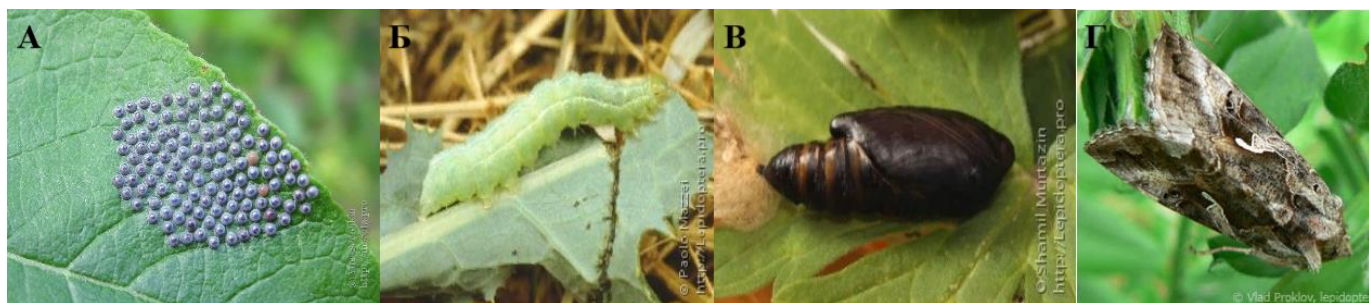 А
Б
В
Г
© Paolo Mazzei
http://Lepidoptera.pro
©Shamil Murtazin
http://Lepidoptera.pro
© Vlad Proklov, lepidopte